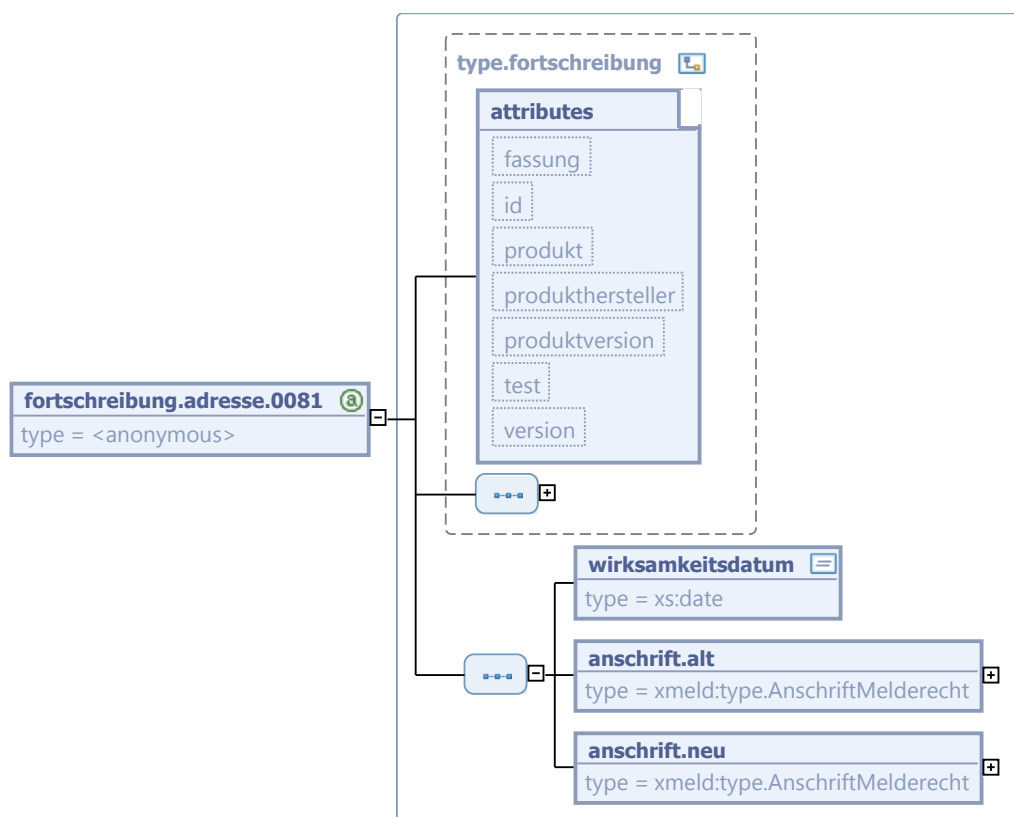 type.fortschreibung
attributes
fassung
id
produkt
produkthersteller
produktversion
test
version
fortschreibung.adresse.0081
type = <anonymous>
wirksamkeitsdatum
type = xs:date
anschrift.alt
type = xmeld:type.AnschriftMelderecht
anschrift.neu
type = xmeld:type.AnschriftMelderecht